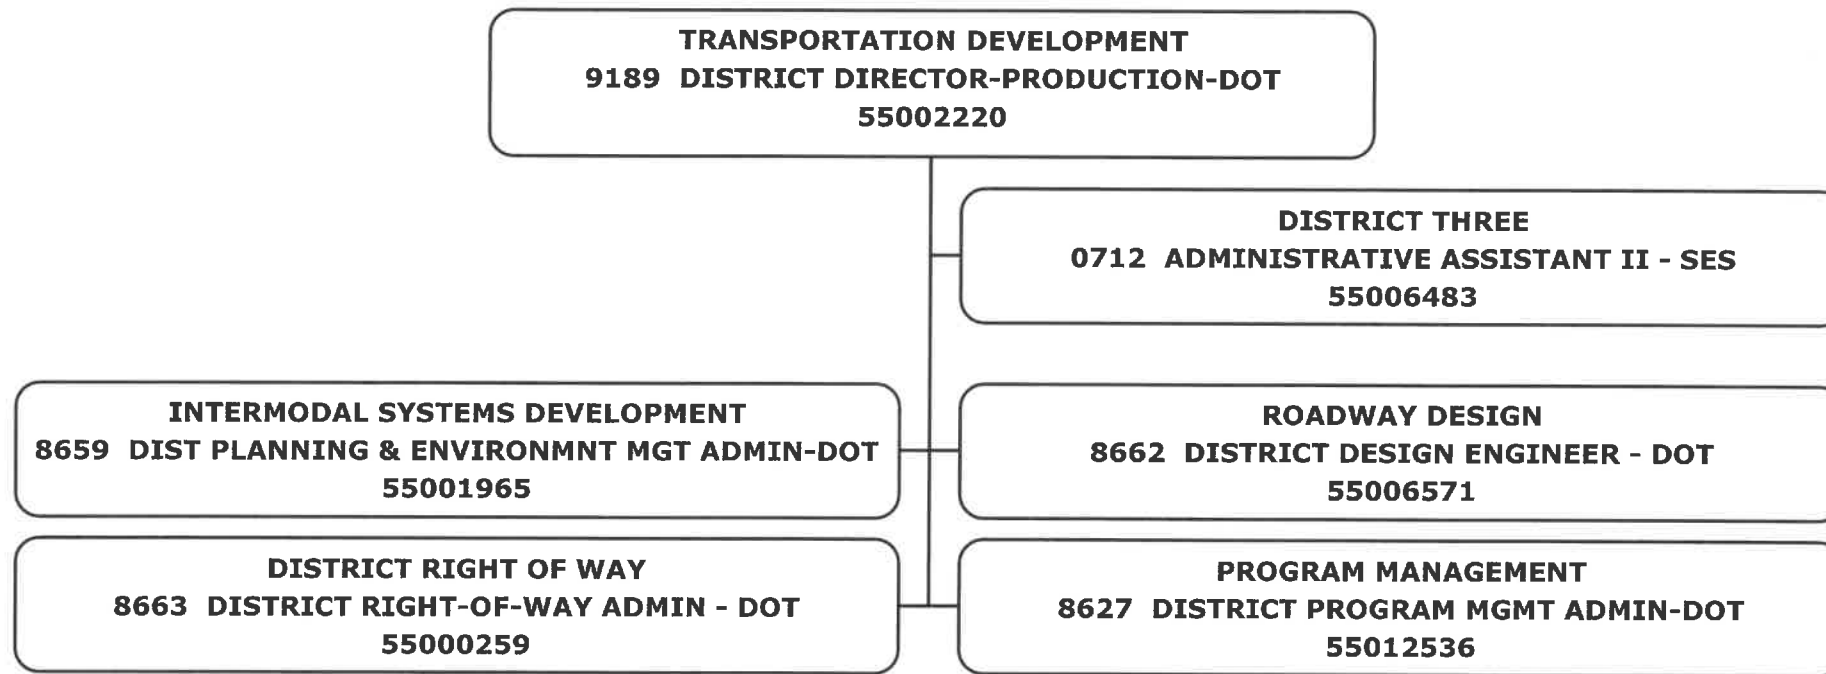 TRANSPORTATION DEVELOPMENT
9189 DISTRICT DIRECTOR-PRODUCTION-DOT
55002220
DISTRICT THREE
0712 ADMINISTRATIVE ASSISTANT II - SES
55006483
INTERMODAL SYSTEMS DEVELOPMENT
8659 DIST PLANNING & ENVIRONMNT MGT ADMIN-DOT
55001965
ROADWAY DESIGN
8662 DISTRICT DESIGN ENGINEER - DOT
55006571
DISTRICT RIGHT OF WAY
8663 DISTRICT RIGHT-OF-WAY ADMIN - DOT
55000259
PROGRAM MANAGEMENT
8627 DISTRICT PROGRAM MGMT ADMIN-DOT
55012536